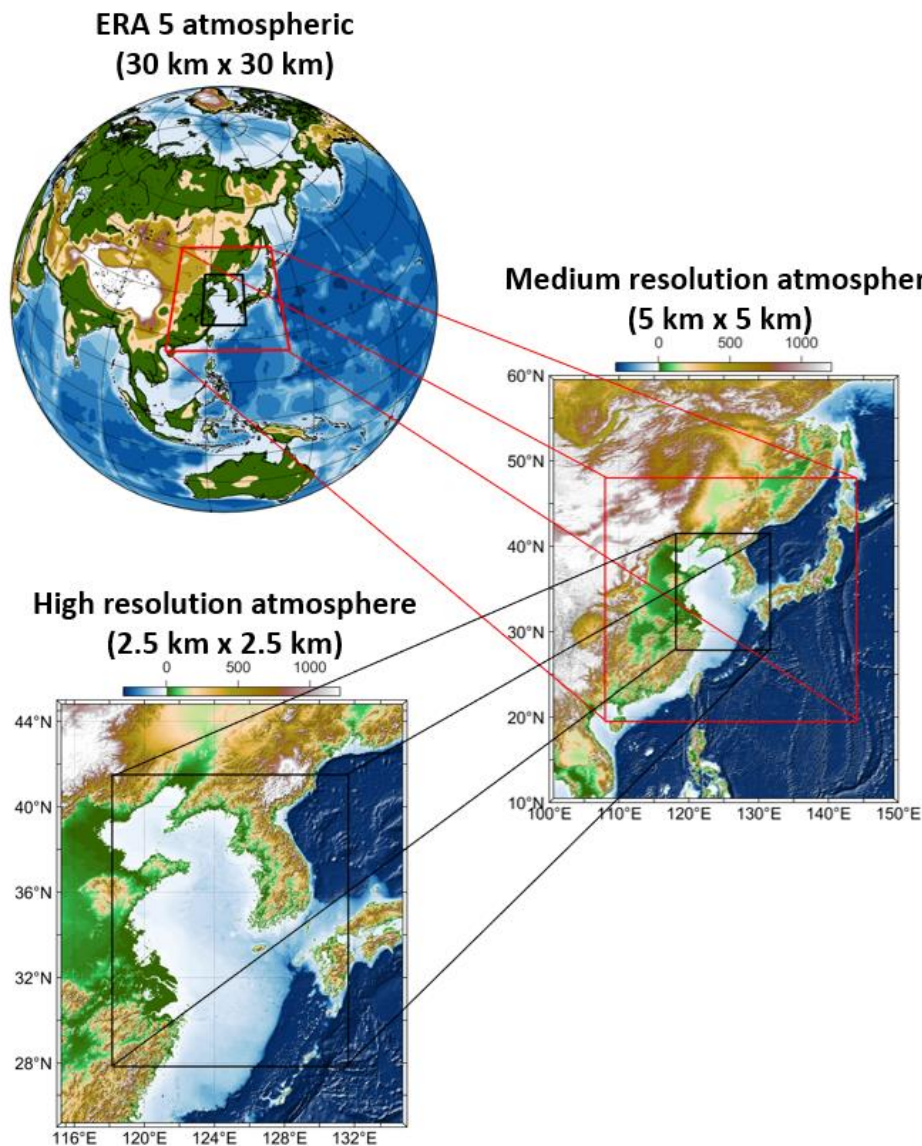 ERA 5 atmospheric
(30 km x 30 km)
Medium resolution atmospher
(5 km x 5 km)
0 500 1000
60°N
50°N
40°N
30°N
20°N
10°N
100°E 110°E 120°E 130°E 140°E 150°E
High resolution atmosphere
(2.5 km x 2.5 km)
0 500 1000
44°N
40°N
36°N
32°N
28°N
116°E 120°E 124°E 128°E 132°E